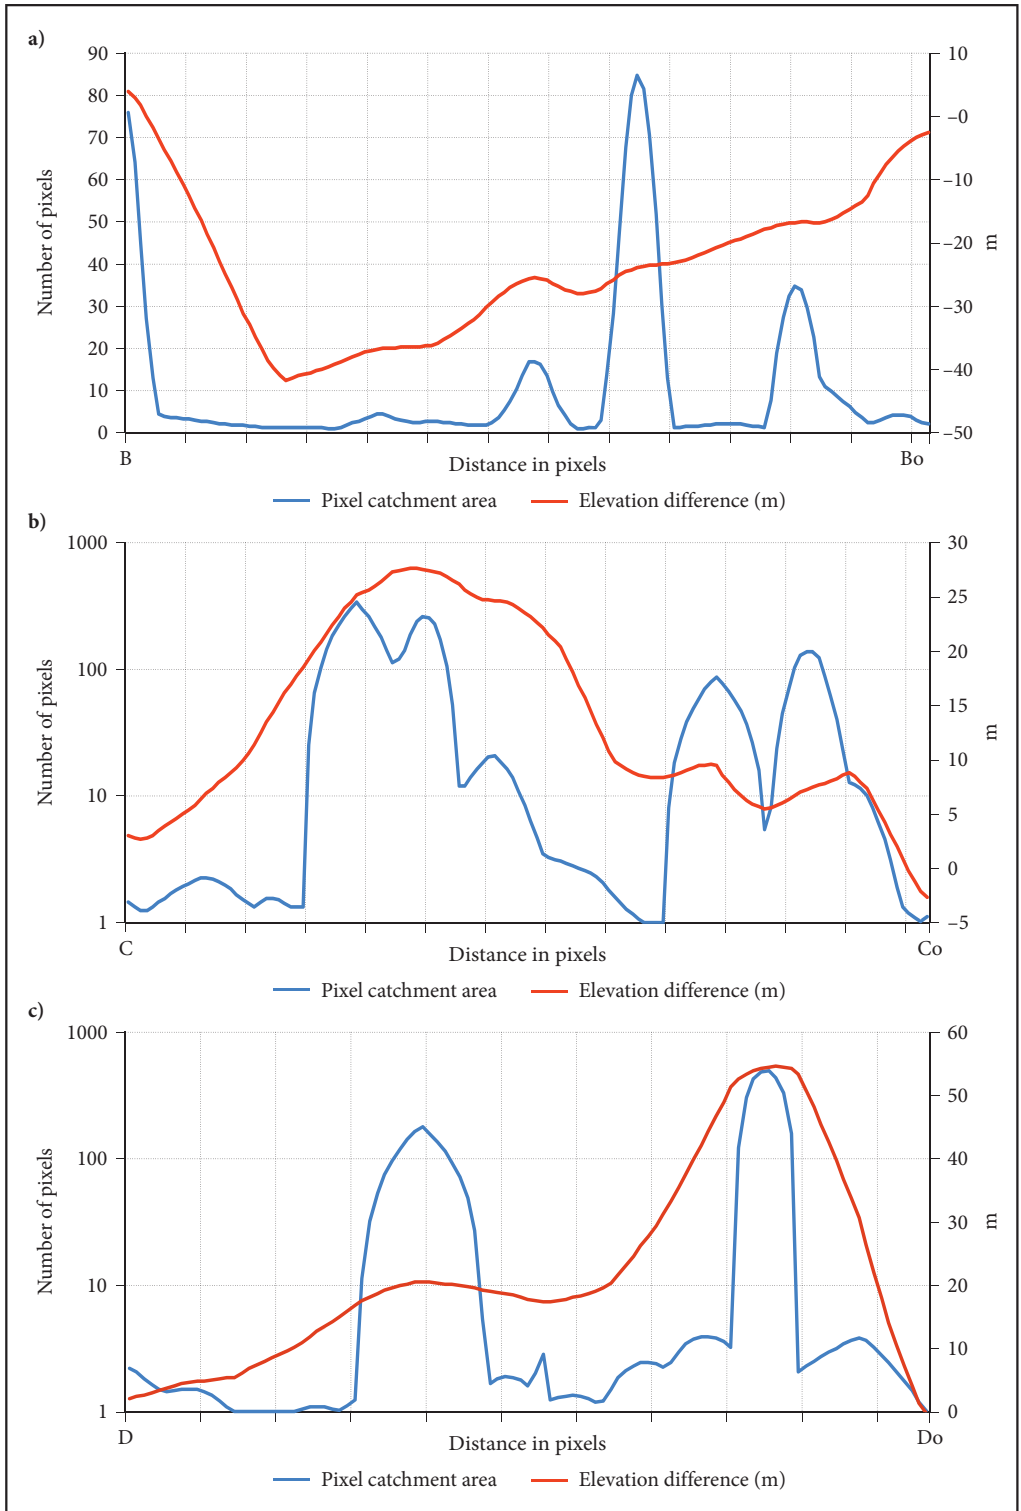 a)
90
80
70
60
50
40
30
20
10
0
Number of pixels
10
–0
–10
–20
–30
–40
–50
m
B
Distance in pixels
Bo
Pixel catchment area
Elevation difference (m)
b)
1000
100
10
1
Number of pixels
30
25
20
15
10
5
0
–5
m
C
Distance in pixels
Co
Pixel catchment area
Elevation difference (m)
c)
1000
100
10
1
Number of pixels
60
50
40
30
20
10
0
m
D
Distance in pixels
Do
Pixel catchment area
Elevation difference (m)